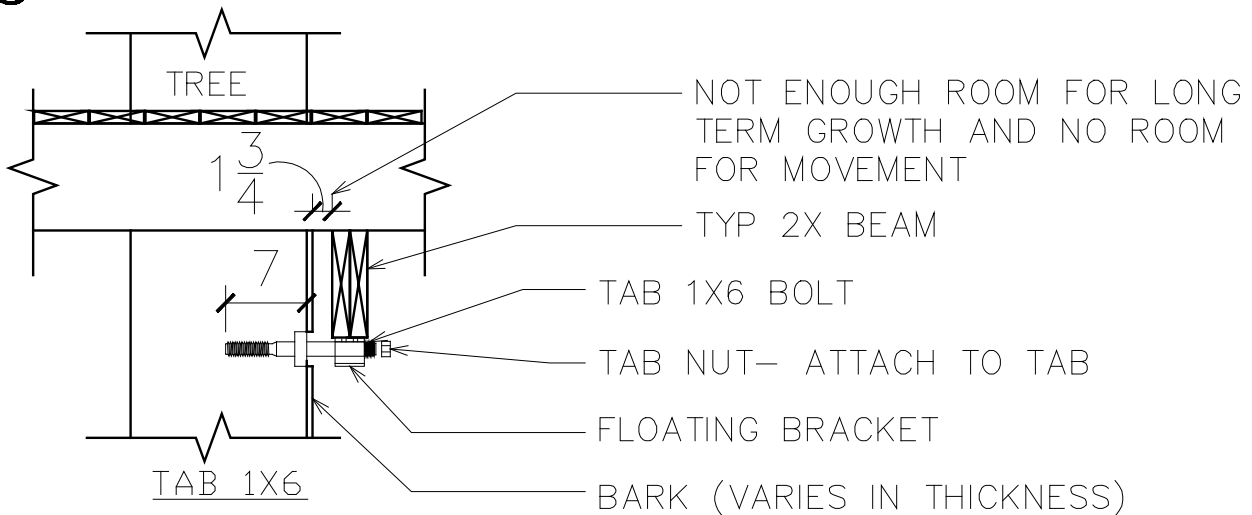 TREE
NOT ENOUGH ROOM FOR LONG
TERM GROWTH AND NO ROOM
FOR MOVEMENT
1 3/4
TYP 2X BEAM
7
TAB 1X6 BOLT
TAB NUT— ATTACH TO TAB
FLOATING BRACKET
TAB 1X6
BARK (VARIES IN THICKNESS)